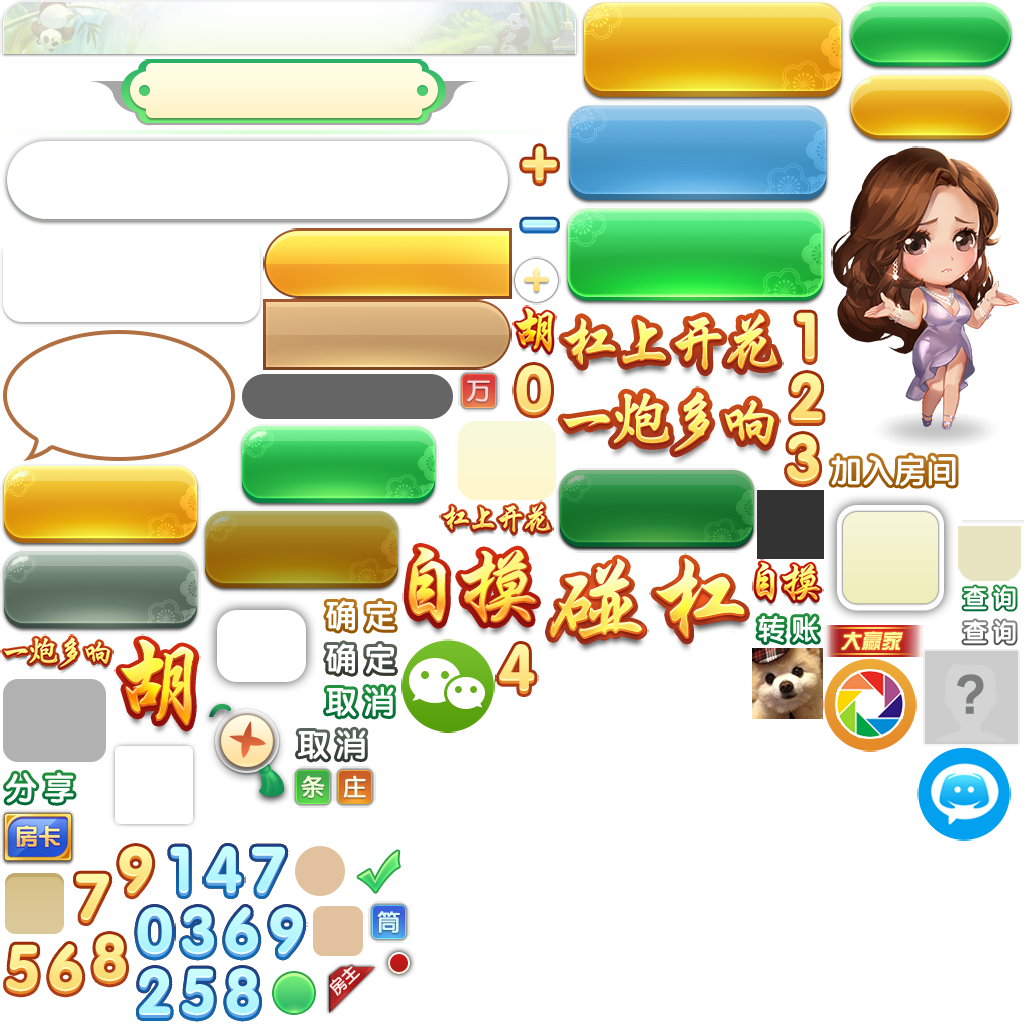 +
-
+
胡
杠上开花
1
万
0
一炮多响
2
3
加入房间
杠上开花
自摸
碰
杠
自摸
查询
转账
查询
确定
大赢家
一炮多响
胡
确定
4
取消
?
取消
分享
条
庄
房卡
7
9
147
0369
筒
568
258
房主